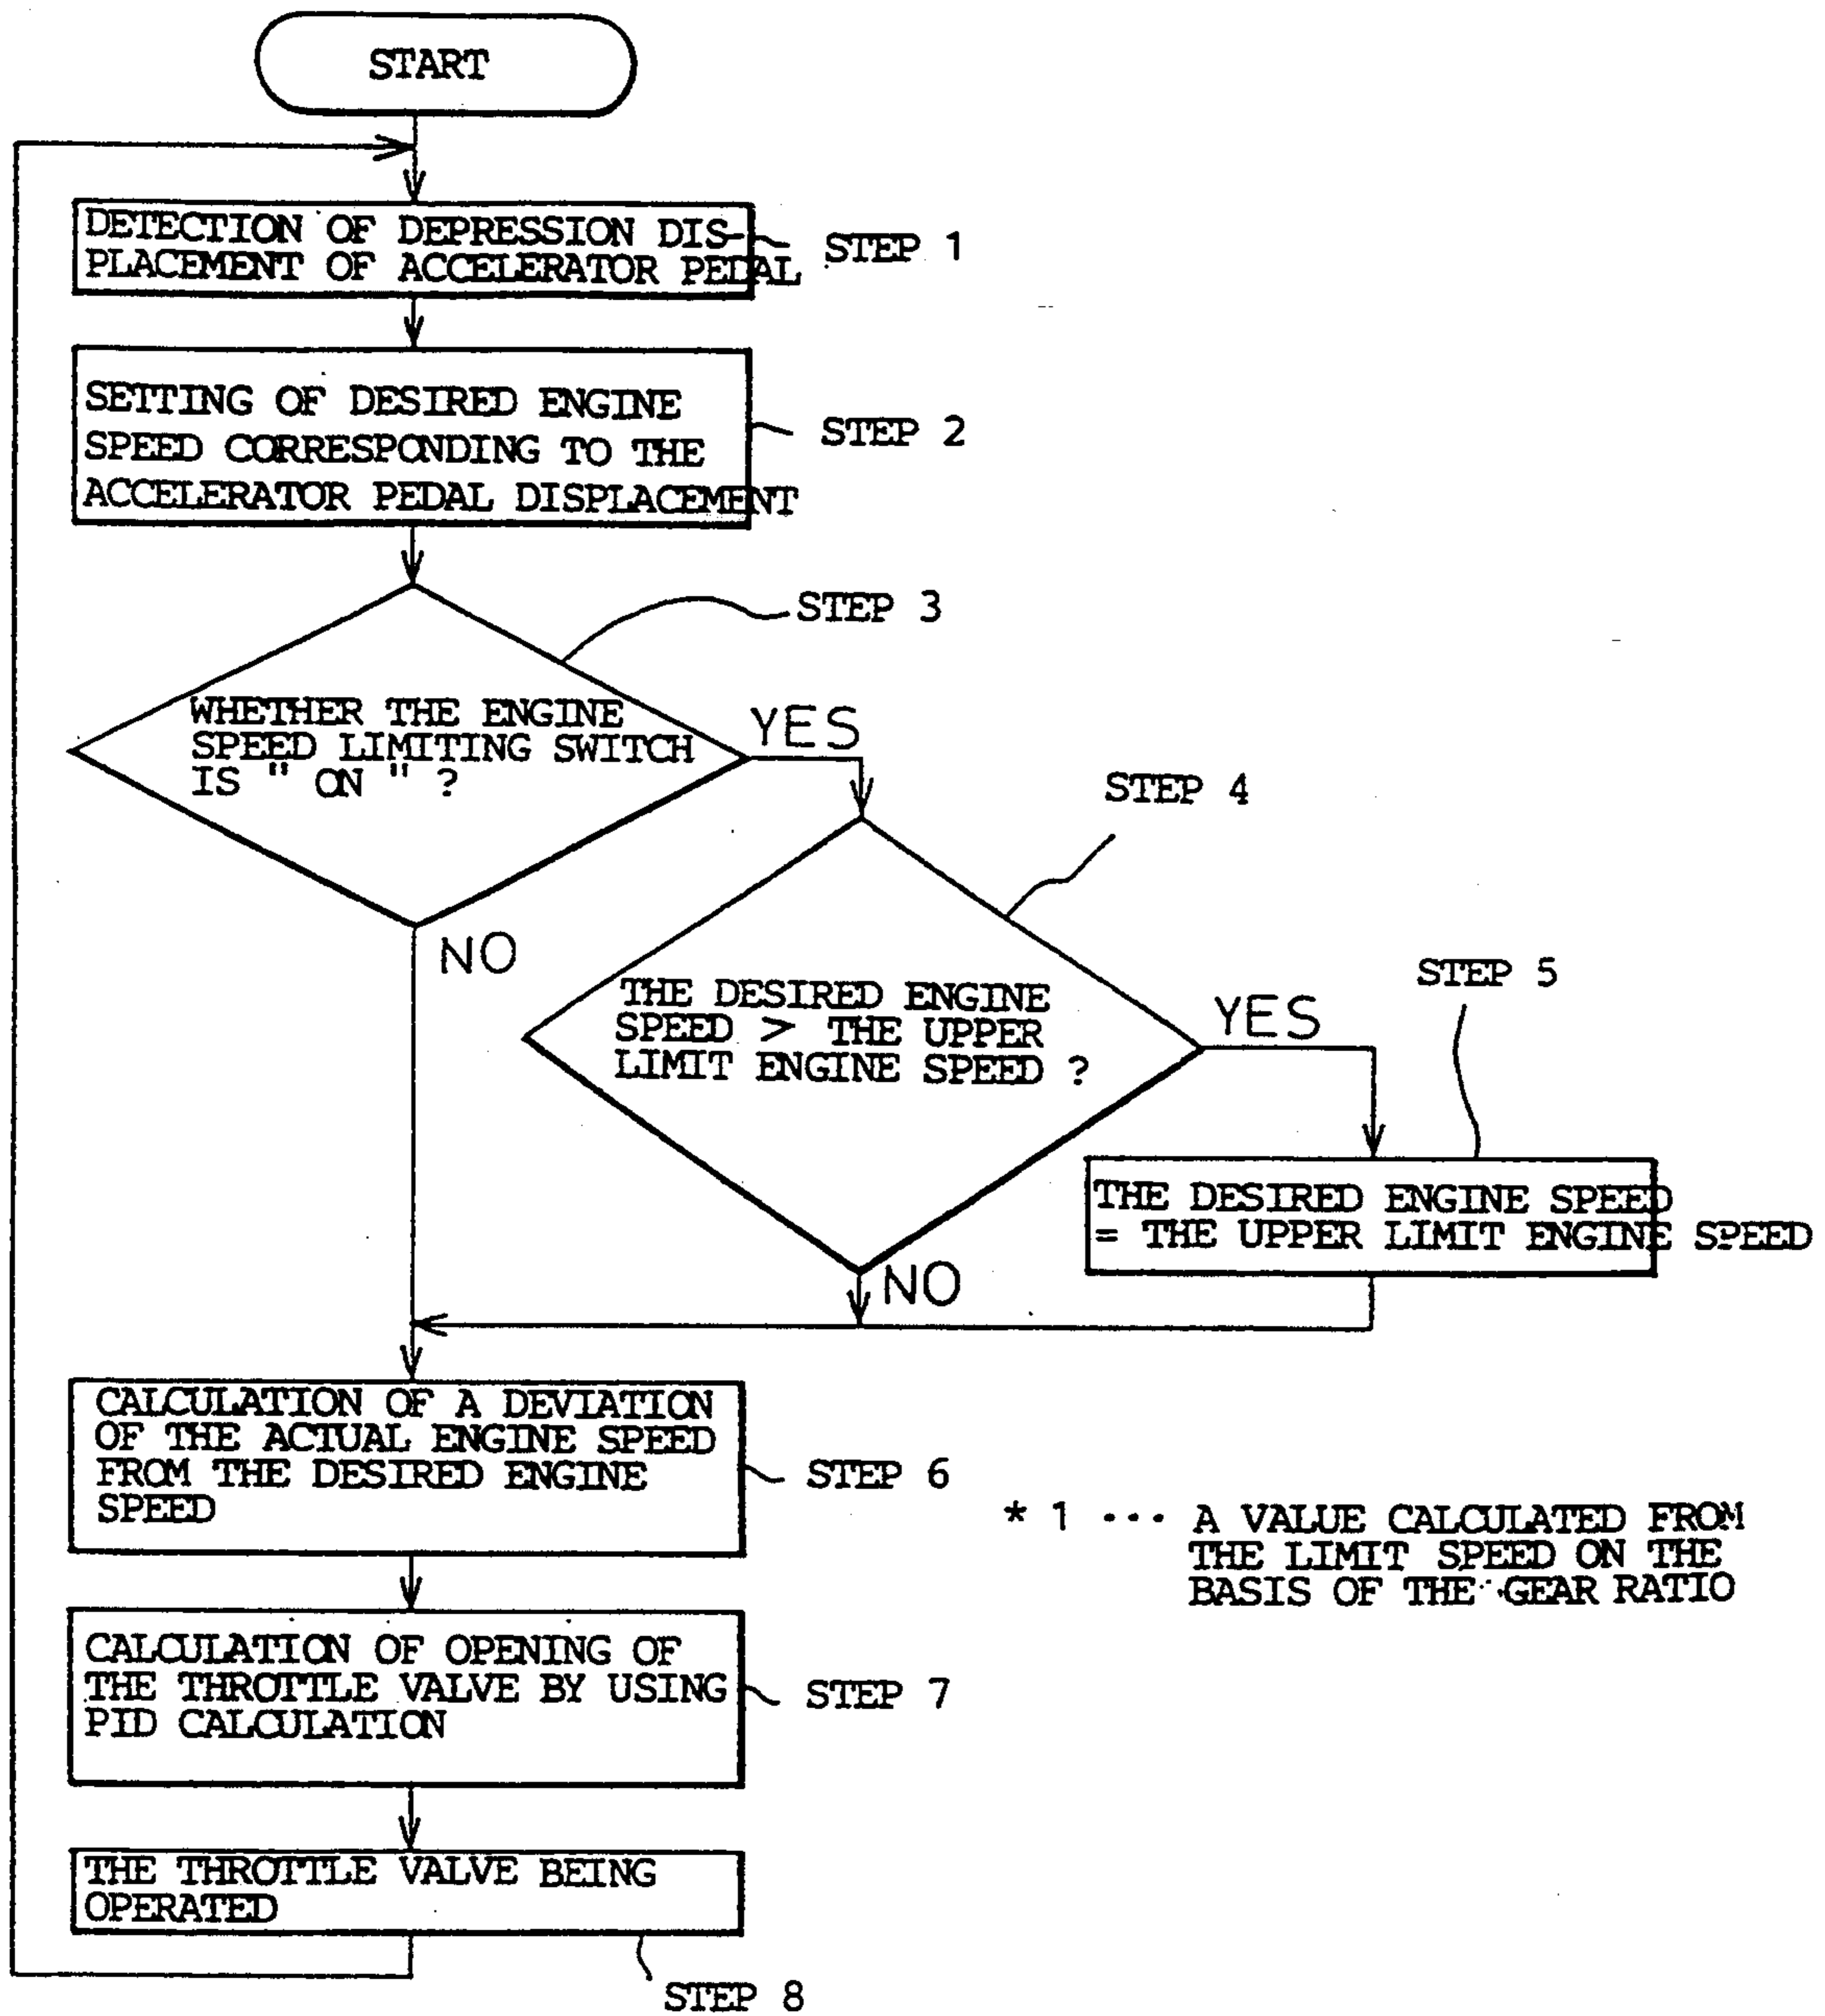 START
DETECTION OF DEPRESSION DIS-
PLACEMENT OF ACCELERATOR PEDAL
STEP 1
SETTING OF DESIRED ENGINE
SPEED CORRESPONDING TO THE
ACCELERATOR PEDAL DISPLACEMENT
STEP 2
STEP 3
WHETHER THE ENGINE
SPEED LIMITING SWITCH
IS " ON " ?
YES
NO
STEP 4
THE DESIRED ENGINE
SPEED > THE UPPER
LIMIT ENGINE SPEED ?
YES
NO
STEP 5
THE DESIRED ENGINE SPEED
= THE UPPER LIMIT ENGINE SPEED
CALCULATION OF A DEVIATION
OF THE ACTUAL ENGINE SPEED
FROM THE DESIRED ENGINE
SPEED
STEP 6
* 1 ··· A VALUE CALCULATED FROM
THE LIMIT SPEED ON THE
BASIS OF THE GEAR RATIO
CALCULATION OF OPENING OF
THE THROTTLE VALVE BY USING
PID CALCULATION
STEP 7
THE THROTTLE VALVE BEING
OPERATED
STEP 8